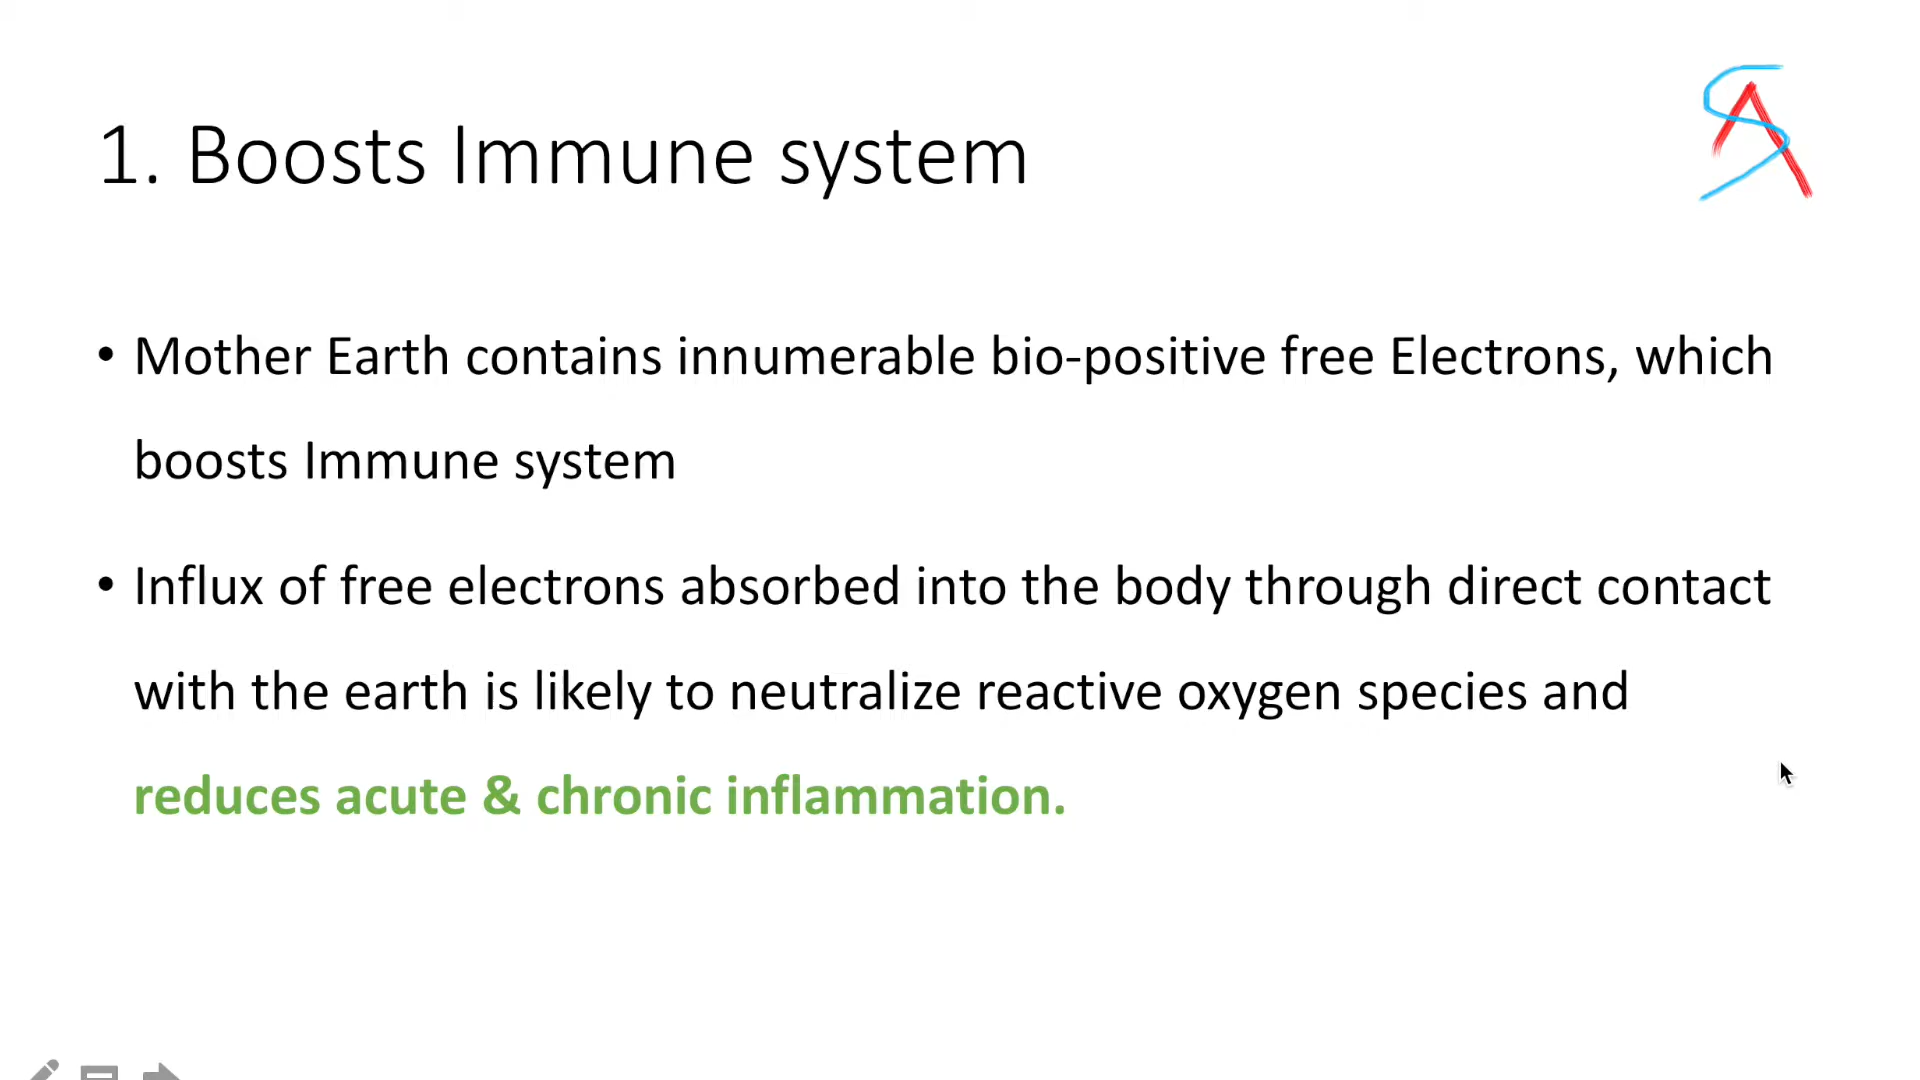 1. Boosts Immune system
• Mother Earth contains innumerable bio-positive free Electrons, which
boosts Immune system
• Influx of free electrons absorbed into the body through direct contact
with the earth is likely to neutralize reactive oxygen species and
reduces acute & chronic inflammation.
SA